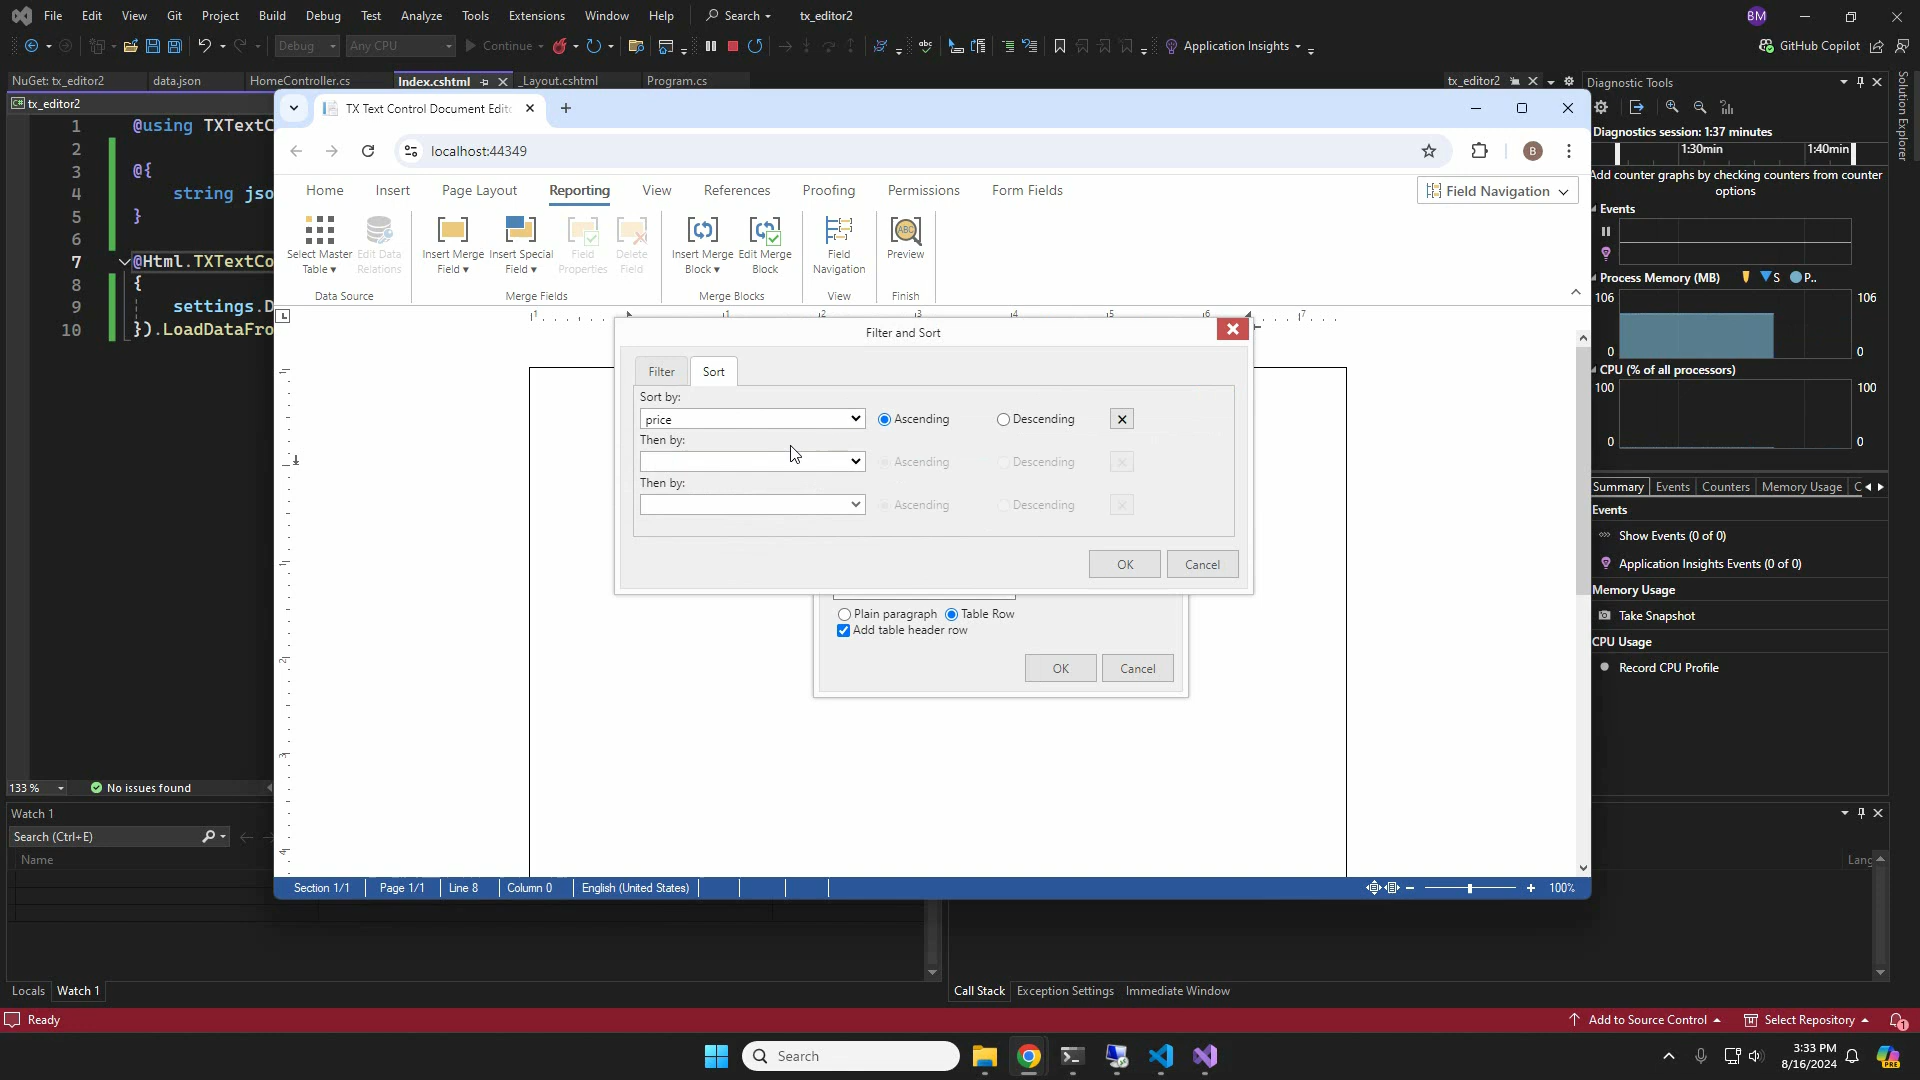 File Edit View Git Project Build Debug Test Analyze Tools Extensions Window Help Search tx_editor2 BM
Debug Any CPU Continue Application Insights GitHub Copilot
NuGet: tx_editor2 data.json HomeController.cs Index.cshtml _Layout.cshtml Program.cs tx_editor2 Diagnostic Tools
tx_editor2
TX Text Control Document Edit
localhost:44349
B
1 @using TXTextC
2
3 @{
4 string jso
5 }
6
7 @Html.TXTextCo
8 {
9 settings.D
10 }).LoadDataFro
Home Insert Page Layout Reporting View References Proofing Permissions Form Fields Field Navigation
Select Master Table Edit Data Relations Insert Merge Field Insert Special Field Field Properties Delete Field Insert Merge Block Edit Merge Block Field Navigation Preview
Data Source Merge Fields Merge Blocks View Finish
1 1 2 3 4 5 6 7
Filter and Sort
Filter Sort
Sort by:
price Ascending Descending
Then by:
Ascending Descending
Then by:
Ascending Descending
OK Cancel
Plain paragraph Table Row
Add table header row
OK Cancel
Section 1/1 Page 1/1 Line 8 Column 0 English (United States) 100%
Diagnostics session: 1:37 minutes
1:30min 1:40min
Add counter graphs by checking counters from counter
options
Events
Process Memory (MB) S P..
106 106
0 0
CPU (% of all processors)
100 100
0 0
Summary Events Counters Memory Usage C
Events
Show Events (0 of 0)
Application Insights Events (0 of 0)
Memory Usage
Take Snapshot
CPU Usage
Record CPU Profile
133 % No issues found
Watch 1
Search (Ctrl+E)
Name Lang
Locals Watch 1 Call Stack Exception Settings Immediate Window
Ready Add to Source Control Select Repository 1
Search
3:33 PM
8/16/2024
PRE